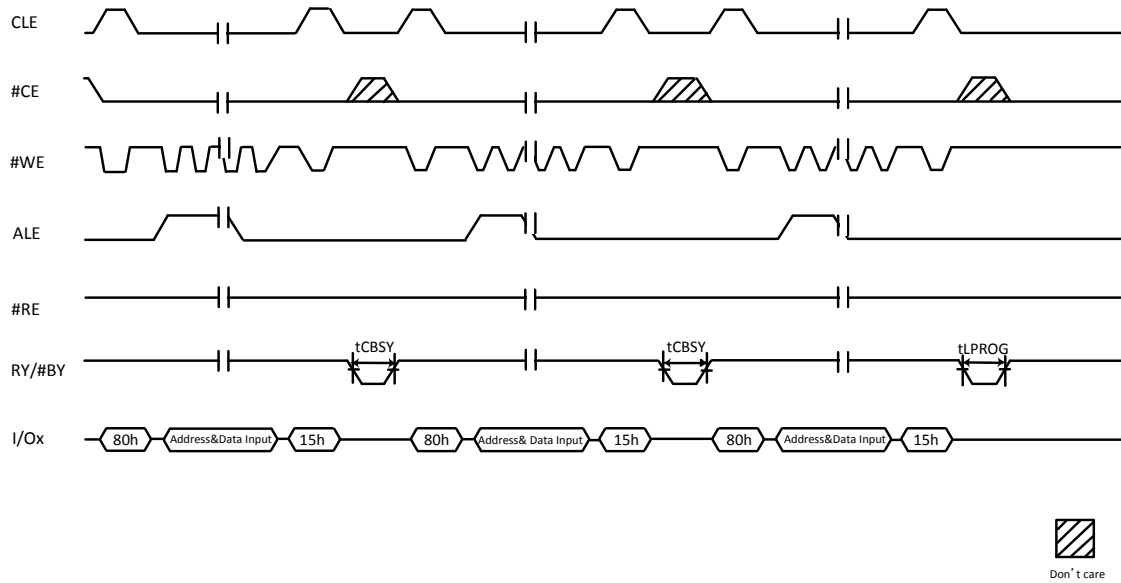 CLE
#CE
#WE
ALE
#RE
RY/#BY
tCBSY
tCBSY
tLPROG
I/Ox
80h
Address&Data Input
15h
80h
Address& Data Input
15h
80h
Address&Data Input
15h
Don’t care